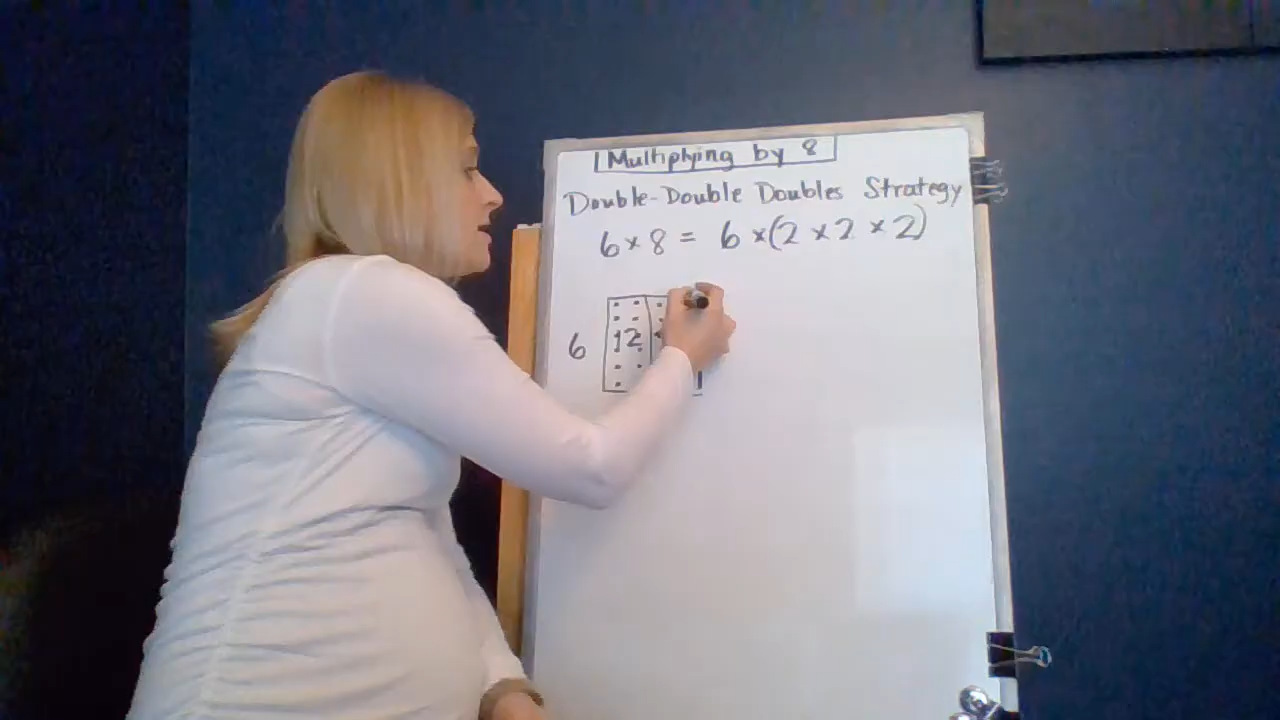 Multiplying by 8
Double-Double Doubles Strategy
6 × 8 = 6 × (2 × 2 × 2)
6 12